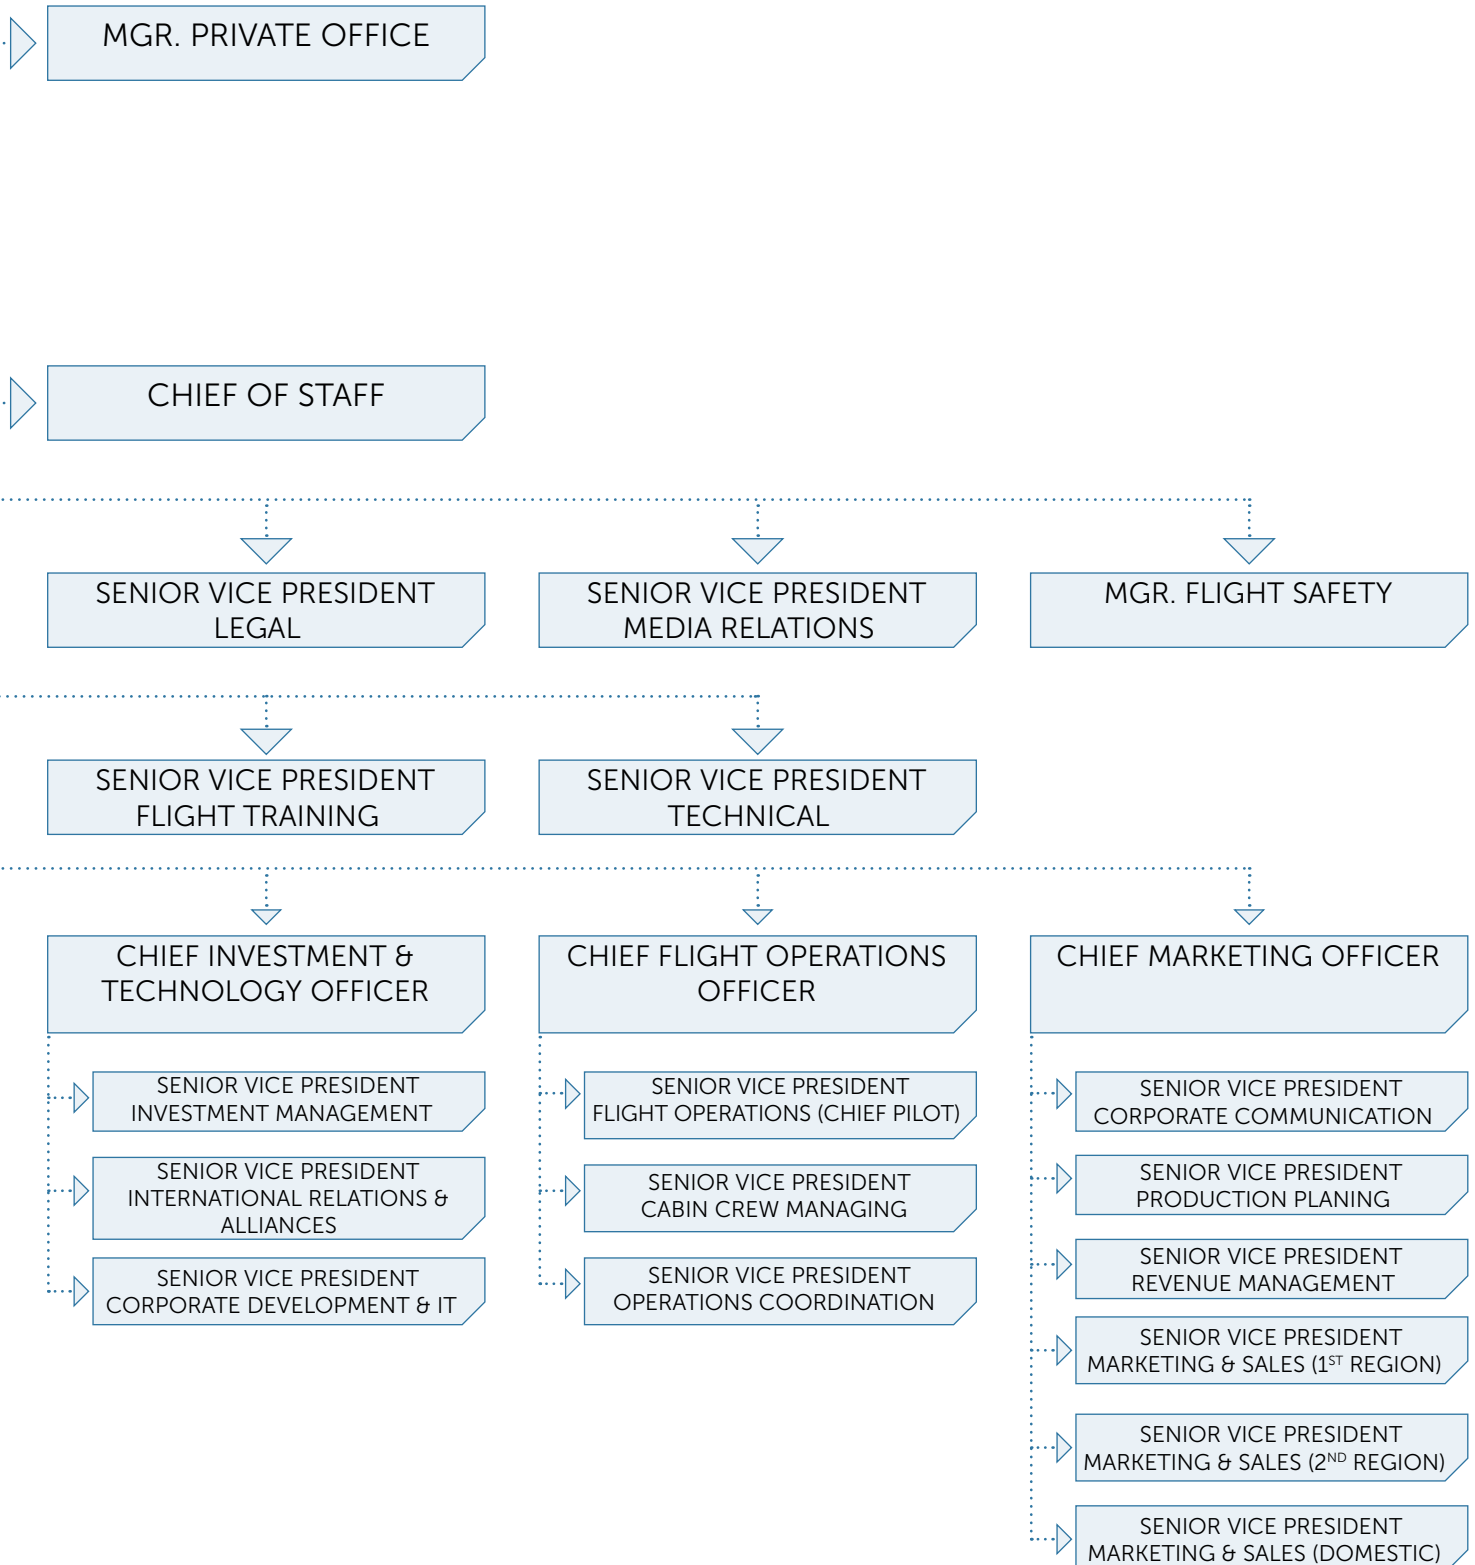 MGR. PRIVATE OFFICE
CHIEF OF STAFF
SENIOR VICE PRESIDENT
LEGAL
SENIOR VICE PRESIDENT
MEDIA RELATIONS
MGR. FLIGHT SAFETY
SENIOR VICE PRESIDENT
FLIGHT TRAINING
SENIOR VICE PRESIDENT
TECHNICAL
CHIEF INVESTMENT &
TECHNOLOGY OFFICER
SENIOR VICE PRESIDENT
INVESTMENT MANAGEMENT
SENIOR VICE PRESIDENT
INTERNATIONAL RELATIONS &
ALLIANCES
SENIOR VICE PRESIDENT
CORPORATE DEVELOPMENT & IT
CHIEF FLIGHT OPERATIONS
OFFICER
SENIOR VICE PRESIDENT
FLIGHT OPERATIONS (CHIEF PILOT)
SENIOR VICE PRESIDENT
CABIN CREW MANAGING
SENIOR VICE PRESIDENT
OPERATIONS COORDINATION
CHIEF MARKETING OFFICER
SENIOR VICE PRESIDENT
CORPORATE COMMUNICATION
SENIOR VICE PRESIDENT
PRODUCTION PLANING
SENIOR VICE PRESIDENT
REVENUE MANAGEMENT
SENIOR VICE PRESIDENT
MARKETING & SALES (1ST REGION)
SENIOR VICE PRESIDENT
MARKETING & SALES (2ND REGION)
SENIOR VICE PRESIDENT
MARKETING & SALES (DOMESTIC)